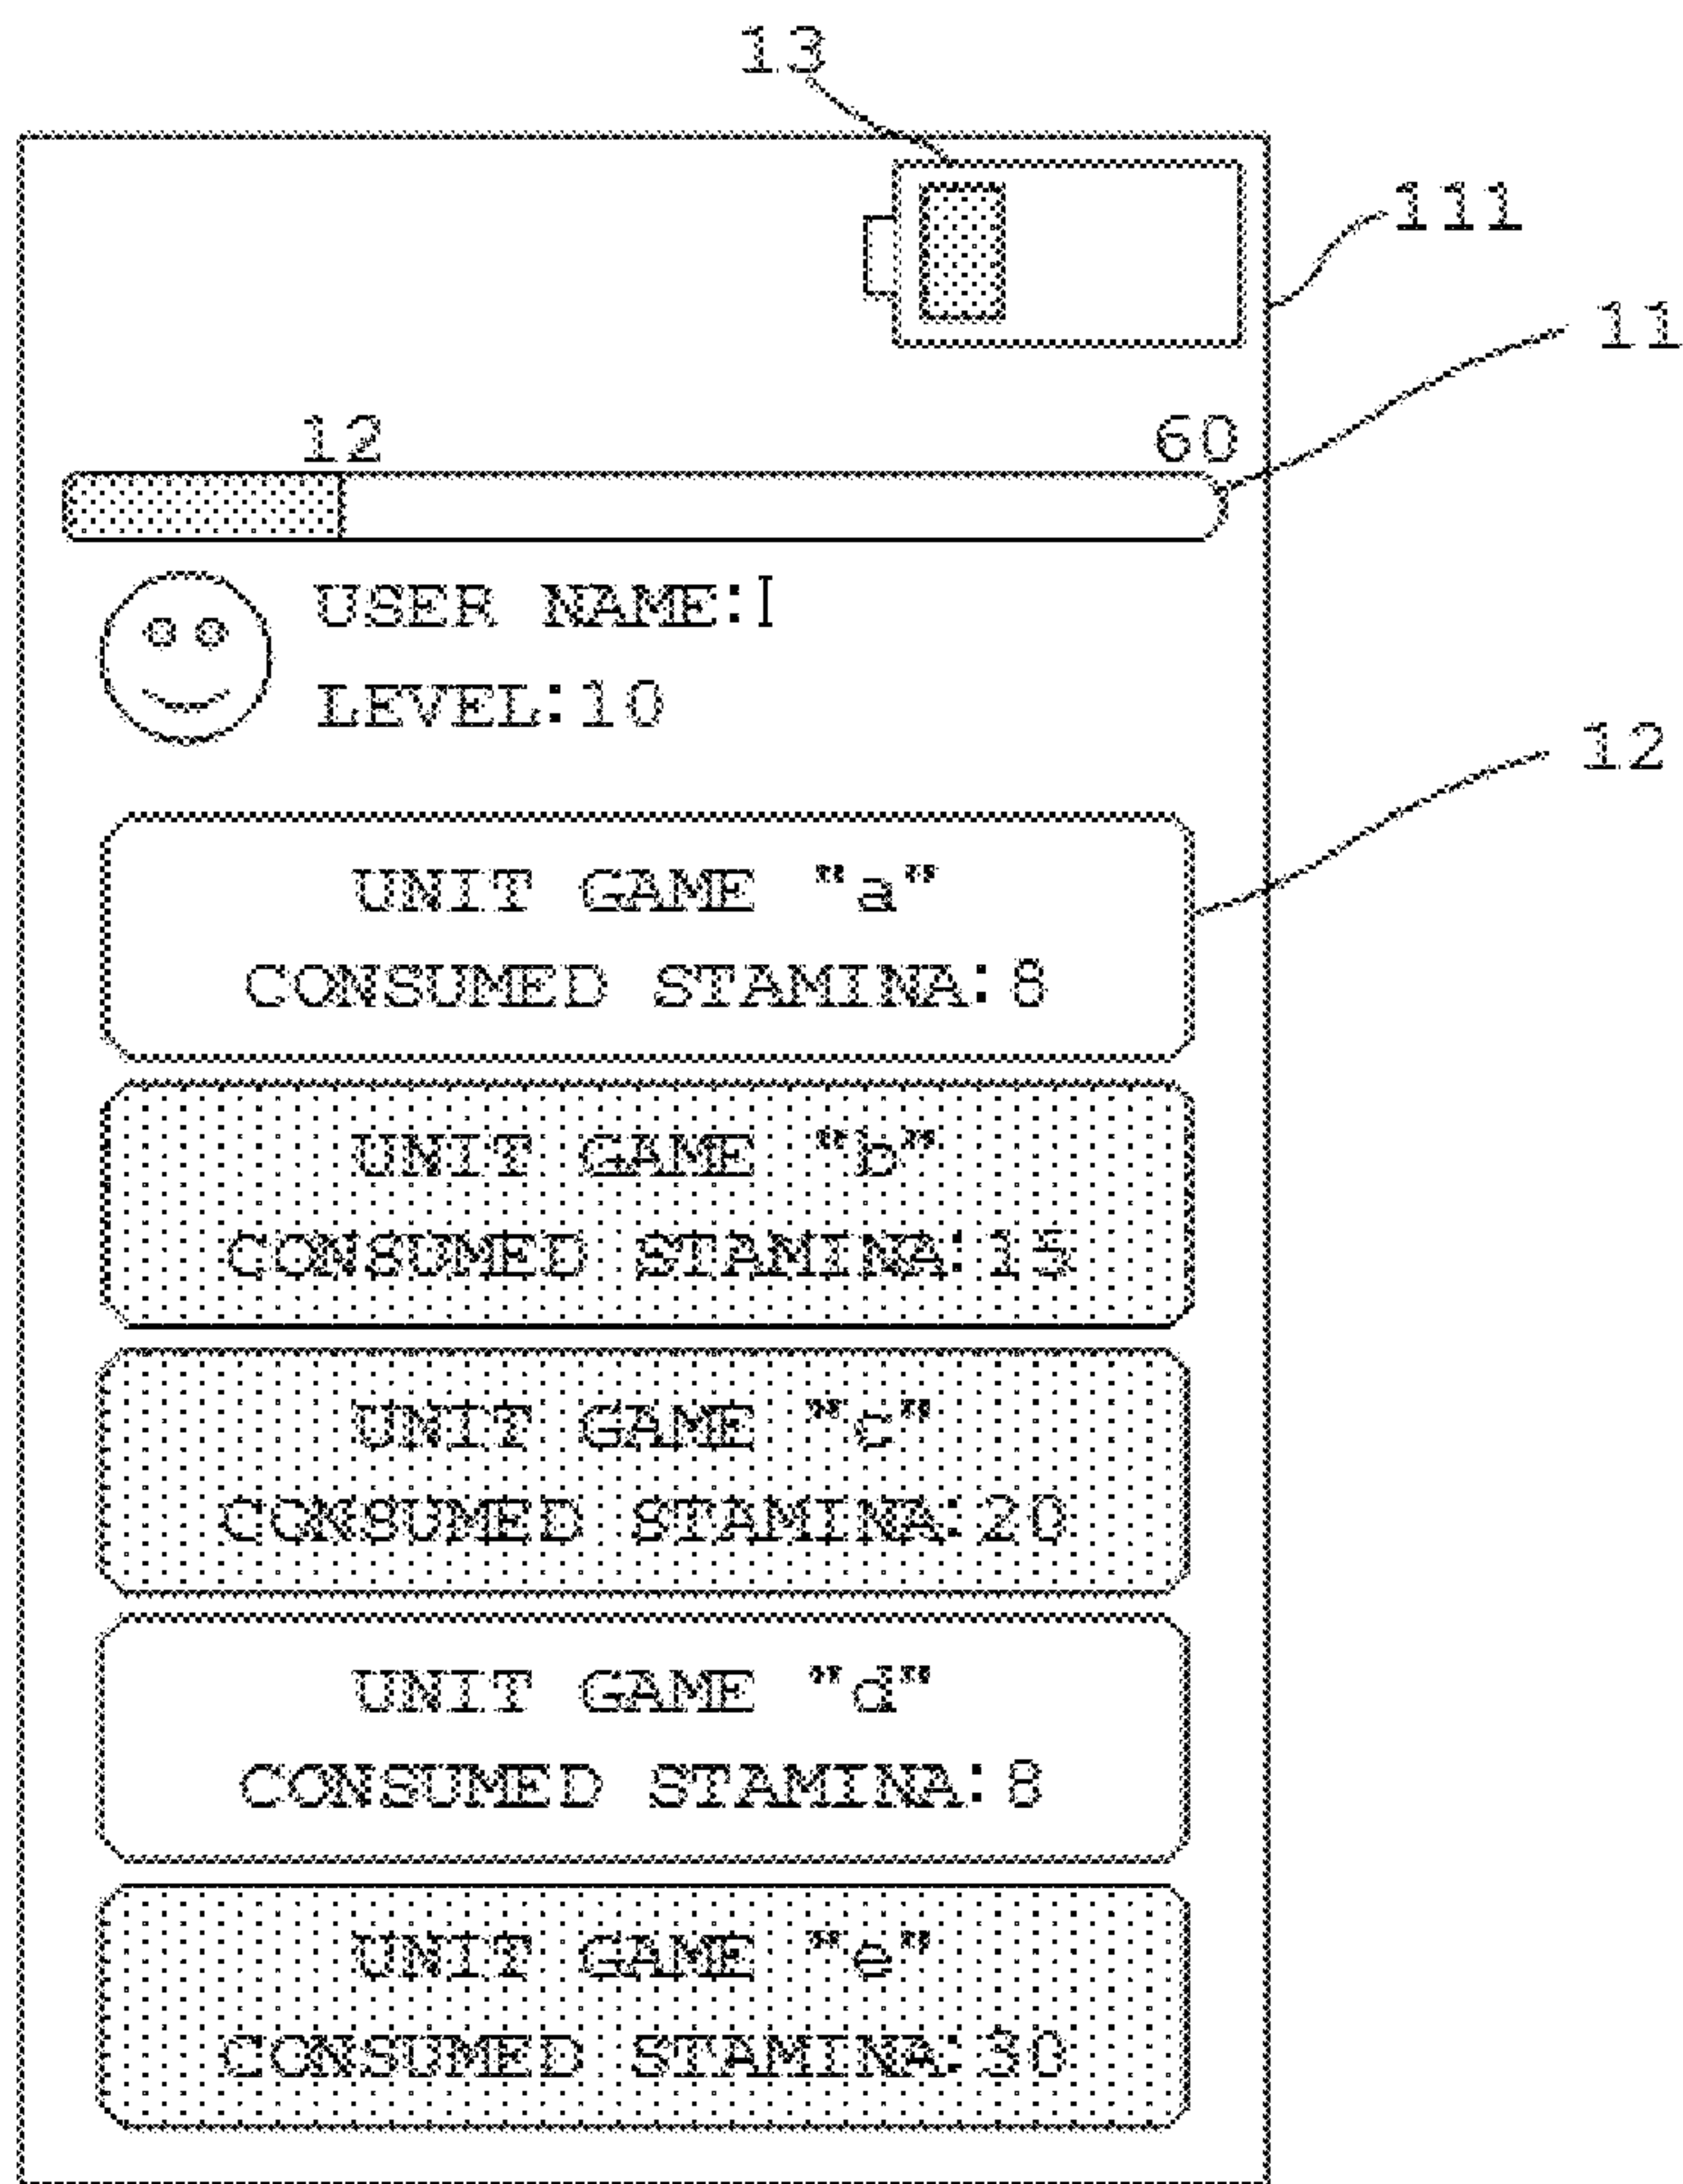 13
111
11
12 60
USER NAME:I
LEVEL:10
12
UNIT GAME "a"
CONSUMED STAMINA:8
UNIT GAME "b"
CONSUMED STAMINA:15
UNIT GAME "c"
CONSUMED STAMINA:20
UNIT GAME "d"
CONSUMED STAMINA:8
UNIT GAME "e"
CONSUMED STAMINA:30